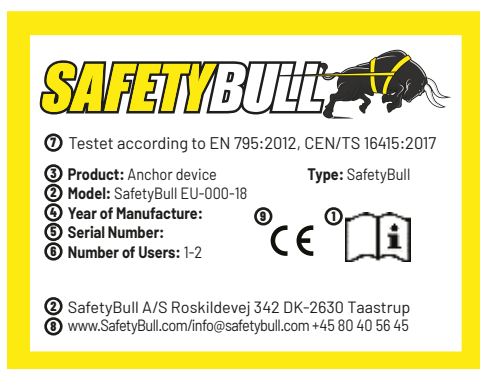 SAFETYBULL
7 Testet according to EN 795:2012, CEN/TS 16415:2017
3 Product: Anchor device Type: SafetyBull
2 Model: SafetyBull EU-000-18
4 Year of Manufacture: 9 1
5 Serial Number: CE i
6 Number of Users: 1-2
2 SafetyBull A/S Roskildevej 342 DK-2630 Taastrup
8 www.SafetyBull.com/info@safetybull.com +45 80 40 56 45